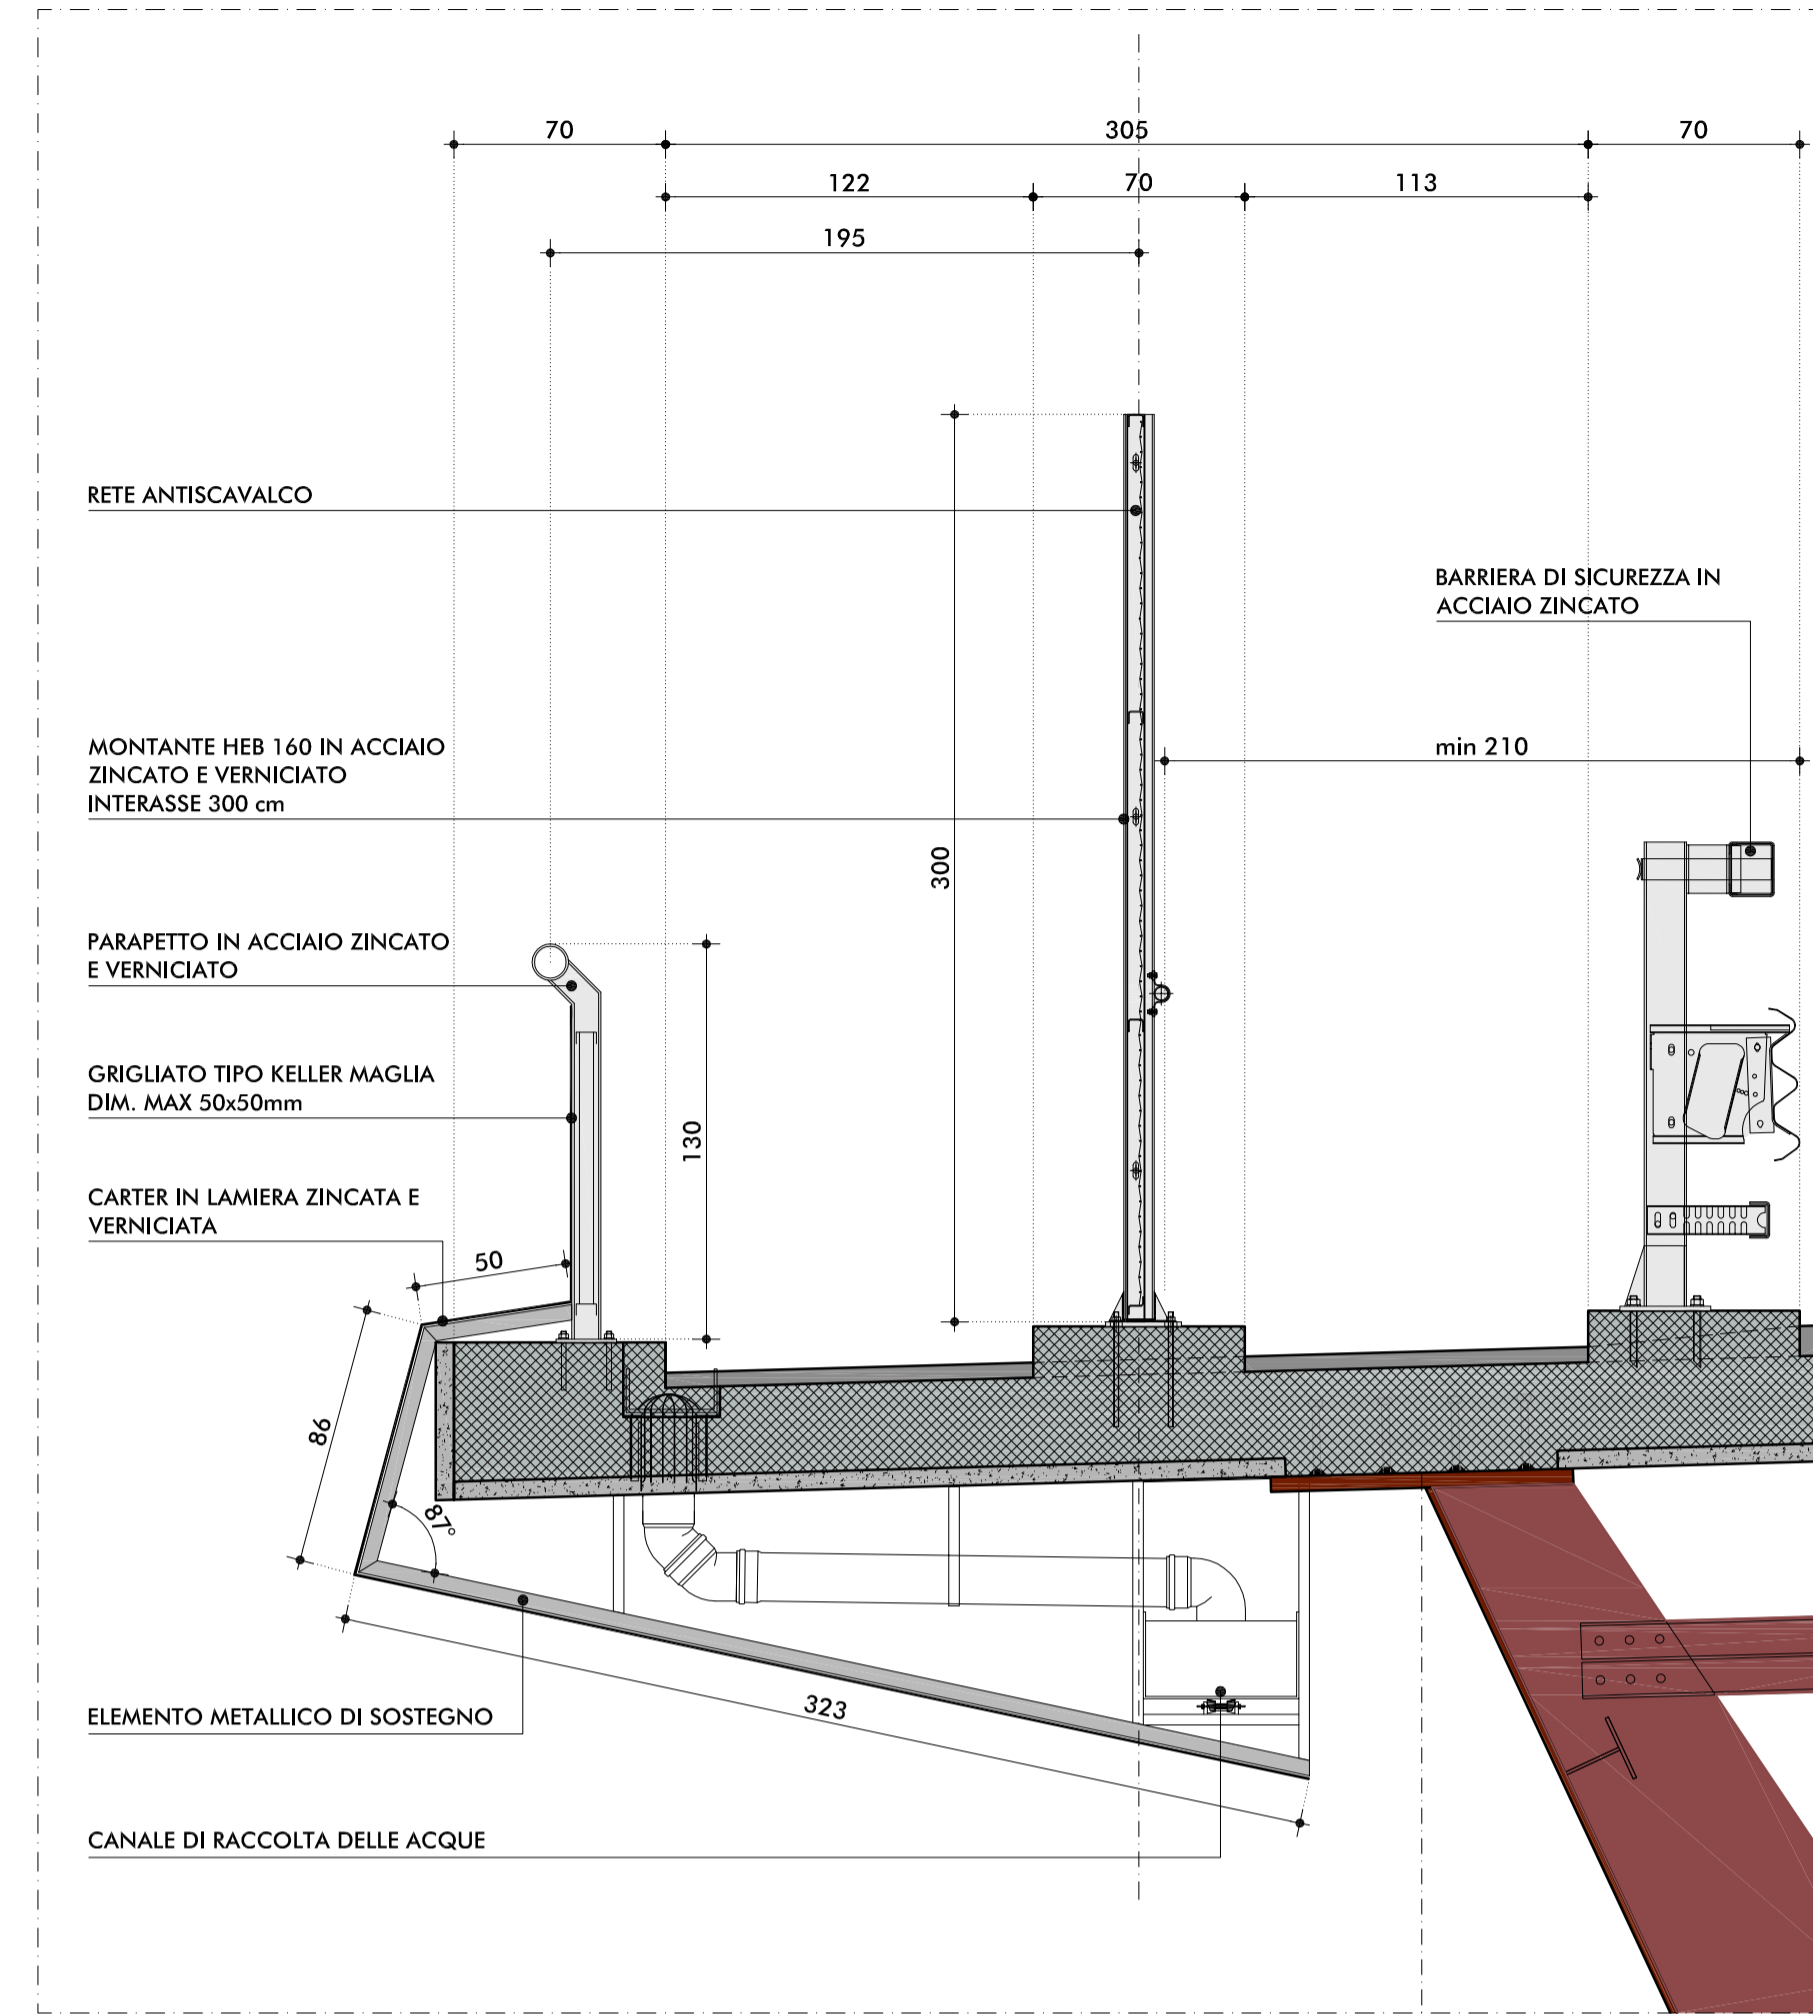 70
305
70
122
70
113
195
RETE ANTISCAVALCO
BARRIERA DI SICUREZZA IN
ACCIAIO ZINCATO
MONTANTE HEB 160 IN ACCIAIO
ZINCATO E VERNICIATO
INTERASSE 300 cm
min 210
300
PARAPETTO IN ACCIAIO ZINCATO
E VERNICIATO
GRIGLIATO TIPO KELLER MAGLIA
DIM. MAX 50x50mm
130
CARTER IN LAMIERA ZINCATA E
VERNICIATA
50
86
87°
323
ELEMENTO METALLICO DI SOSTEGNO
CANALE DI RACCOLTA DELLE ACQUE